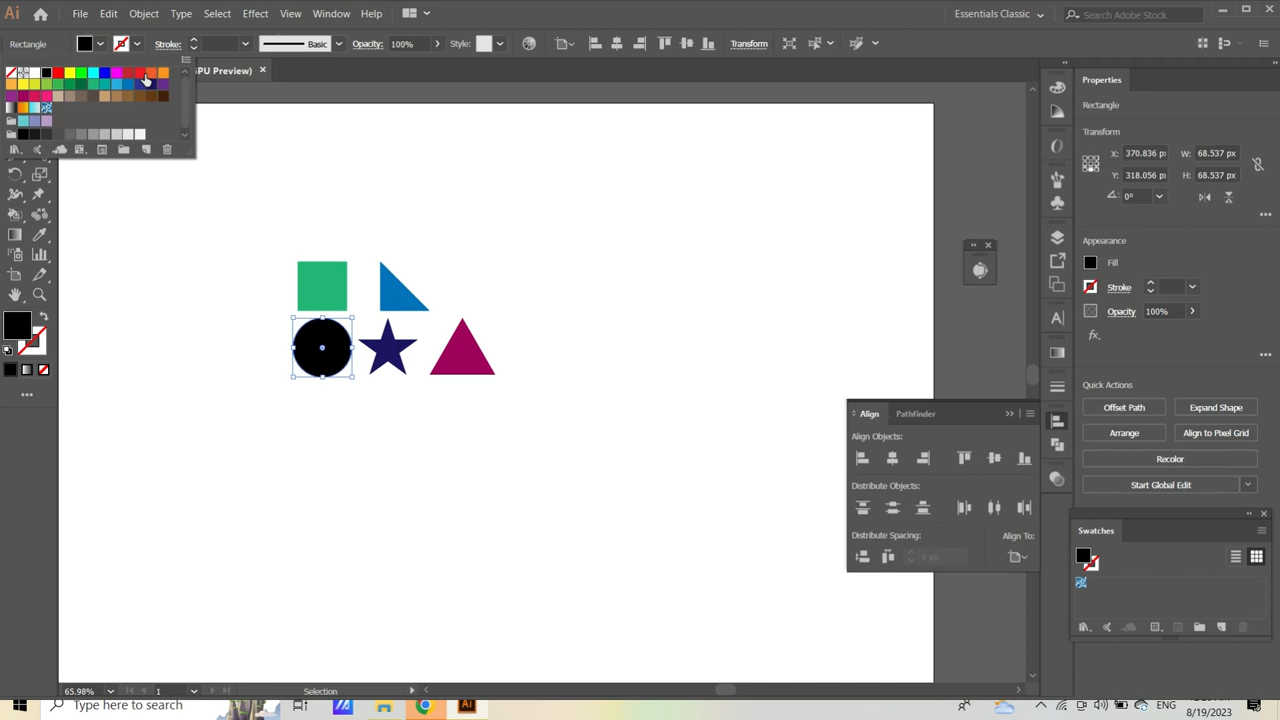 Ai File Edit Object Type Select Effect View Window Help Essentials Classic Search Adobe Stock
Rectangle Stroke: Basic Opacity: 100% Style: Transform
GPU Preview) ×
Properties
Rectangle
Transform
X: 370.836 px W: 68.537 px
Y: 318.056 px H: 68.537 px
0°
Appearance
Fill
Stroke
Opacity 100%
fx.
Quick Actions
Offset Path Expand Shape
Arrange Align to Pixel Grid
Recolor
Start Global Edit
Align Pathfinder
Align Objects:
Distribute Objects:
Distribute Spacing: Align To:
0 px
Swatches
65.98% 1 Selection
Type here to search Ai ENG
8/19/2023